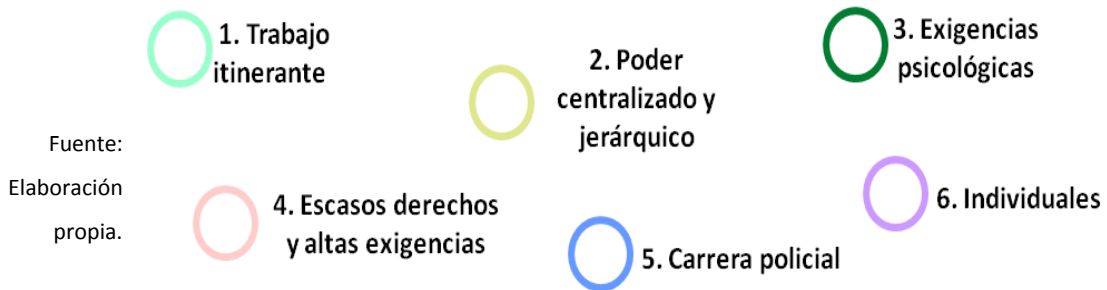 1. Trabajo
itinerante
2. Poder
centralizado y
jerárquico
3. Exigencias
psicológicas
Fuente:
Elaboración
propia.
4. Escasos derechos
y altas exigencias
5. Carrera policial
6. Individuales